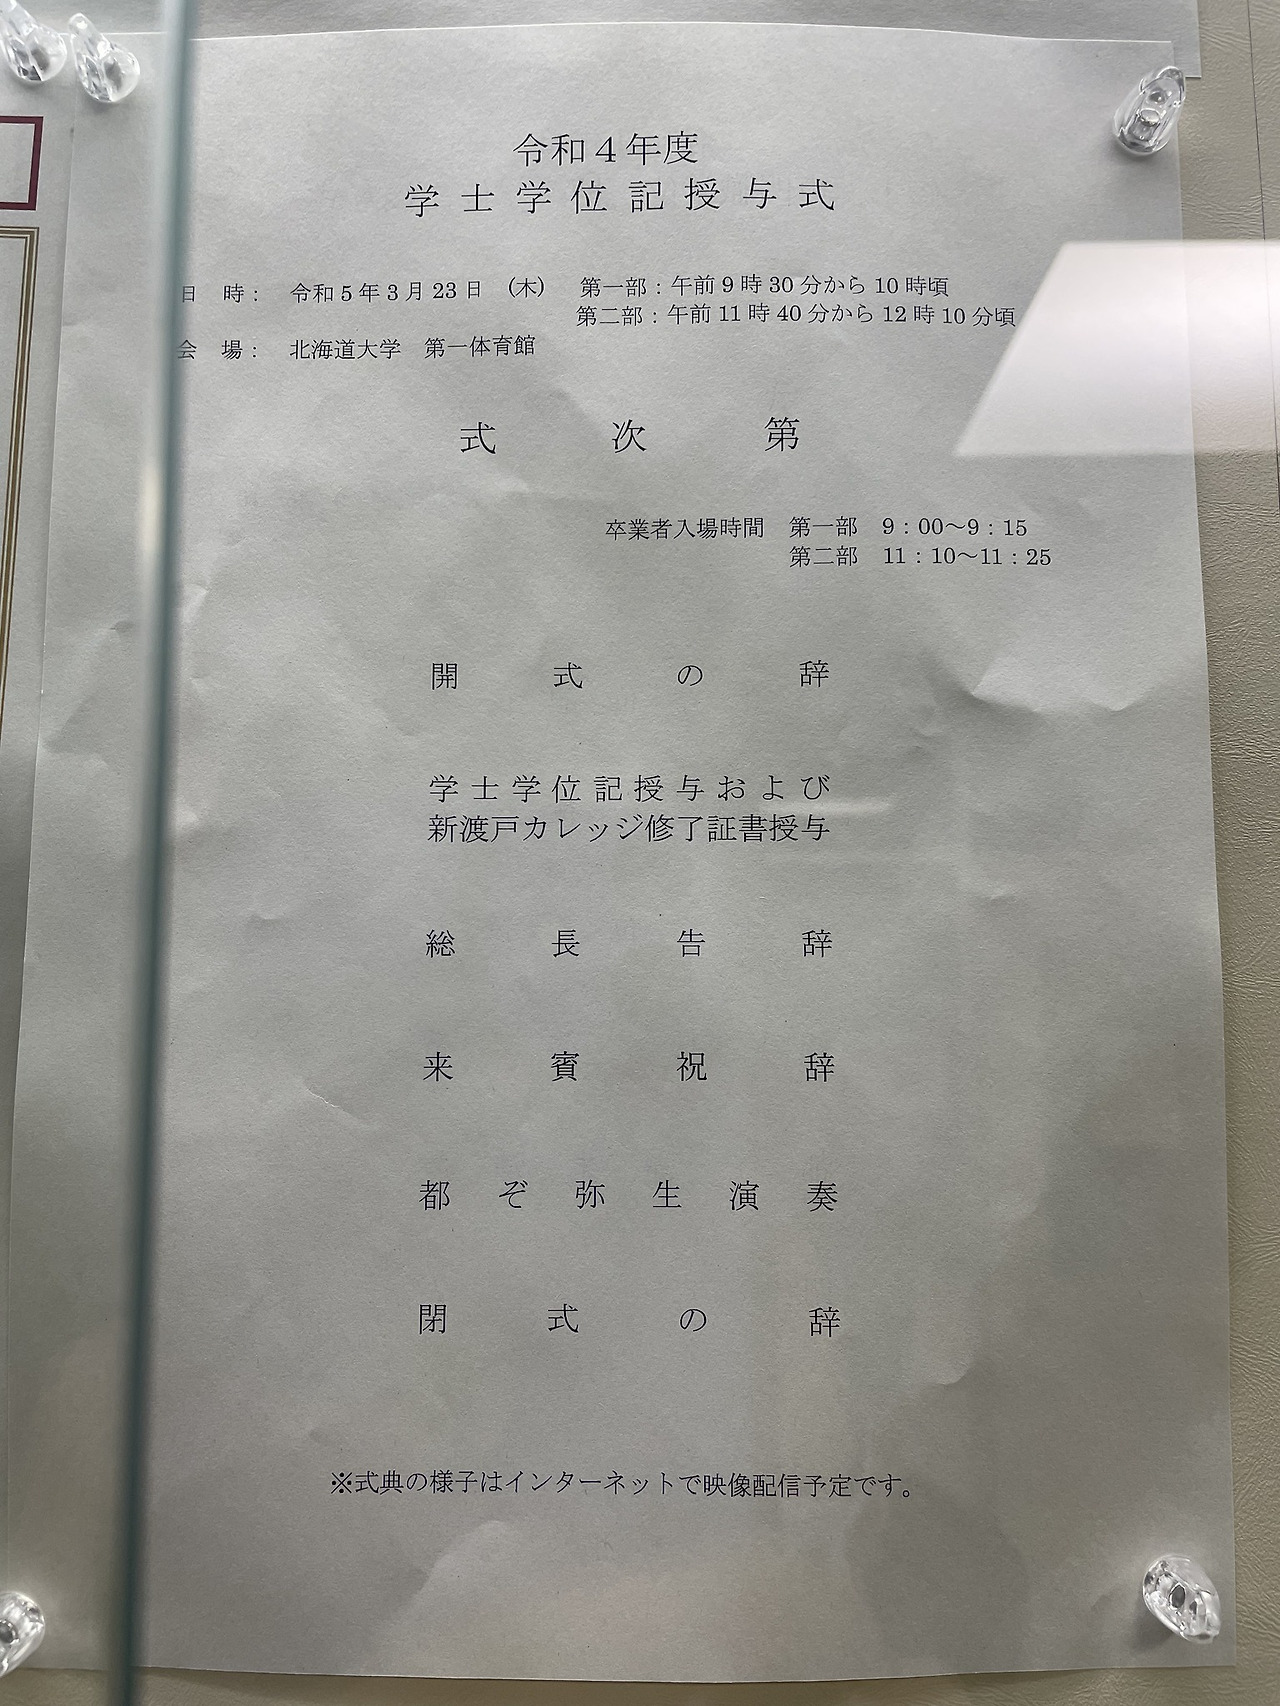 令和４年度
学士学位記授与式
日　時：　令和５年３月23日（木）　第一部：午前９時30分から10時頃
第二部：午前11時40分から12時10分頃
会　場：　北海道大学　第一体育館
式次第
卒業者入場時間　第一部　9：00～9：15
第二部　11：10～11：25
開式の辞
学士学位記授与および
新渡戸カレッジ修了証書授与
総長告辞
来賓祝辞
都ぞ弥生演奏
閉式の辞
※式典の様子はインターネットで映像配信予定です。